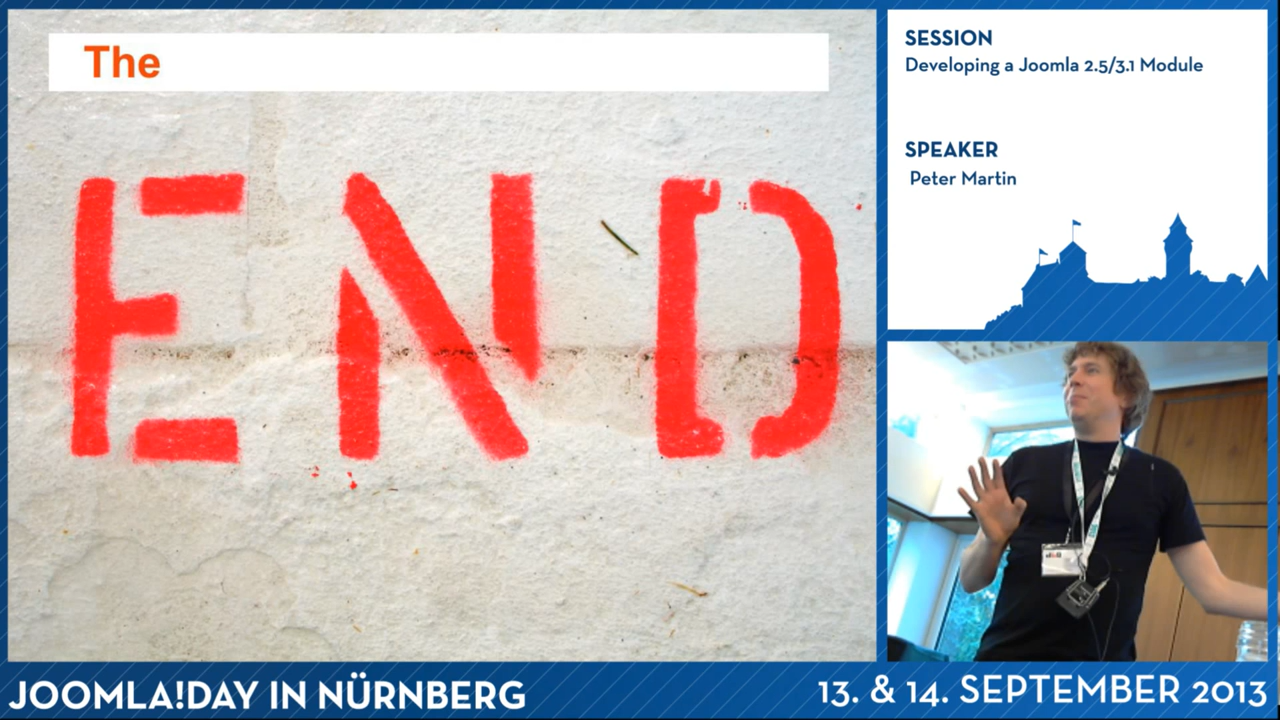 The
END
SESSION
Developing a Joomla 2.5/3.1 Module
SPEAKER
Peter Martin
JOOMLA!DAY IN NÜRNBERG
13. & 14. SEPTEMBER 2013